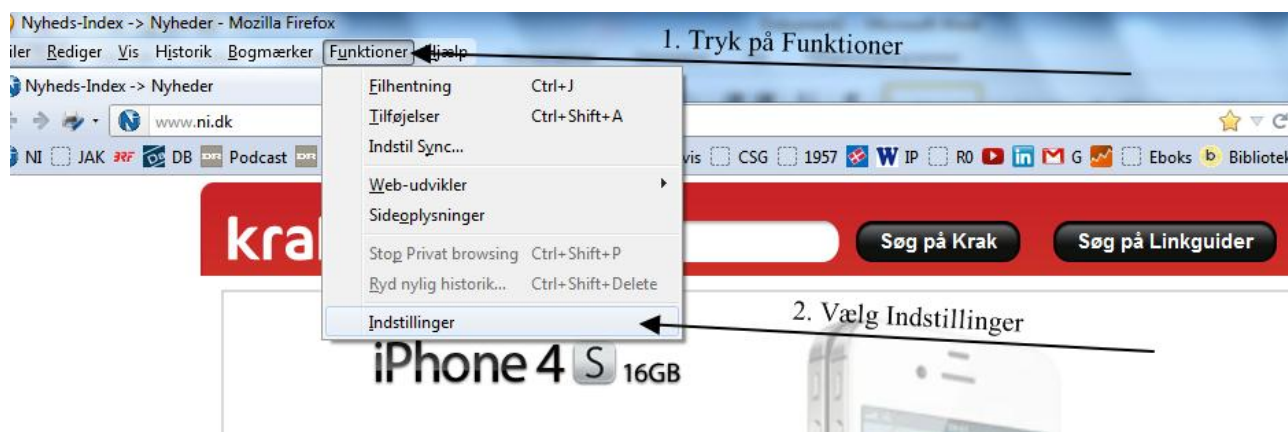 Nyheds-Index -> Nyheder - Mozilla Firefox
iler Rediger Vis Historik Bogmærker Funktioner Hjælp
1. Tryk på Funktioner
Nyheds-Index -> Nyheder
Filhentning Ctrl+J
www.ni.dk
Tilføjelser Ctrl+Shift+A
Indstil Sync...
NI JAK DB Podcast vis CSG 1957 W IP R0 in G Eboks b Bibliotek
Web-udvikler
Sideoplysninger
kra
Søg på Krak Søg på Linkguider
Stop Privat browsing Ctrl+Shift+P
Ryd nylig historik... Ctrl+Shift+Delete
2. Vælg Indstillinger
Indstillinger
iPhone 4 S 16GB